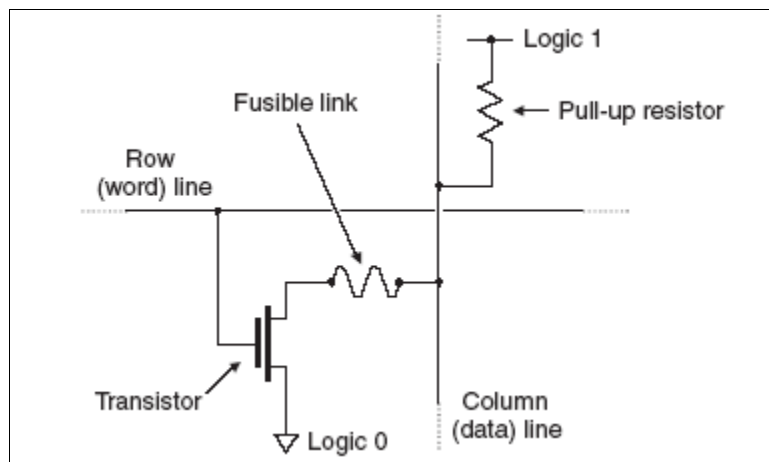 Logic 1
Fusible link
Pull-up resistor
Row
(word) line
Transistor
Column
(data) line
Logic 0